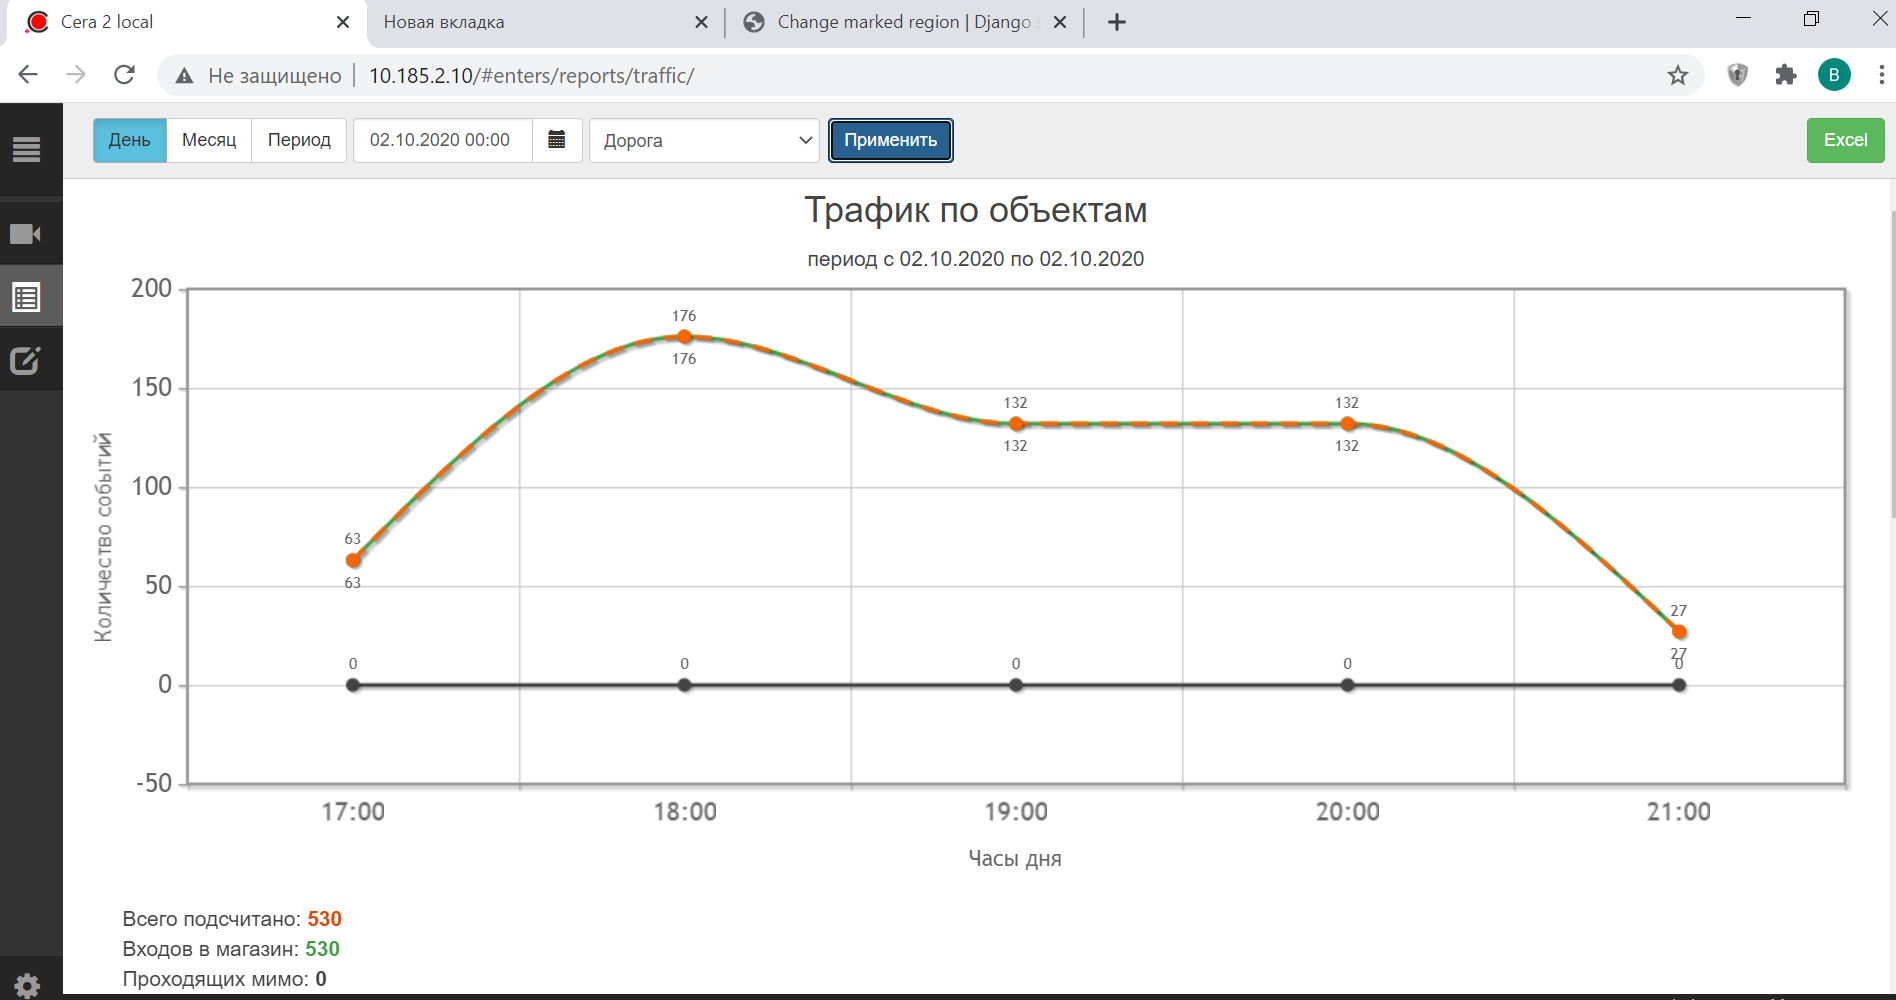 Cera 2 local
Новая вкладка
Change marked region | Django
Не защищено
10.185.2.10/#enters/reports/traffic/
B
День
Месяц
Период
02.10.2020 00:00
Дорога
Применить
Excel
Трафик по объектам
период с 02.10.2020 по 02.10.2020
Количество событий
200
150
100
50
0
-50
176
176
132
132
132
132
63
63
27
27
0
0
0
0
0
17:00
18:00
19:00
20:00
21:00
Часы дня
Всего подсчитано: 530
Входов в магазин: 530
Проходящих мимо: 0